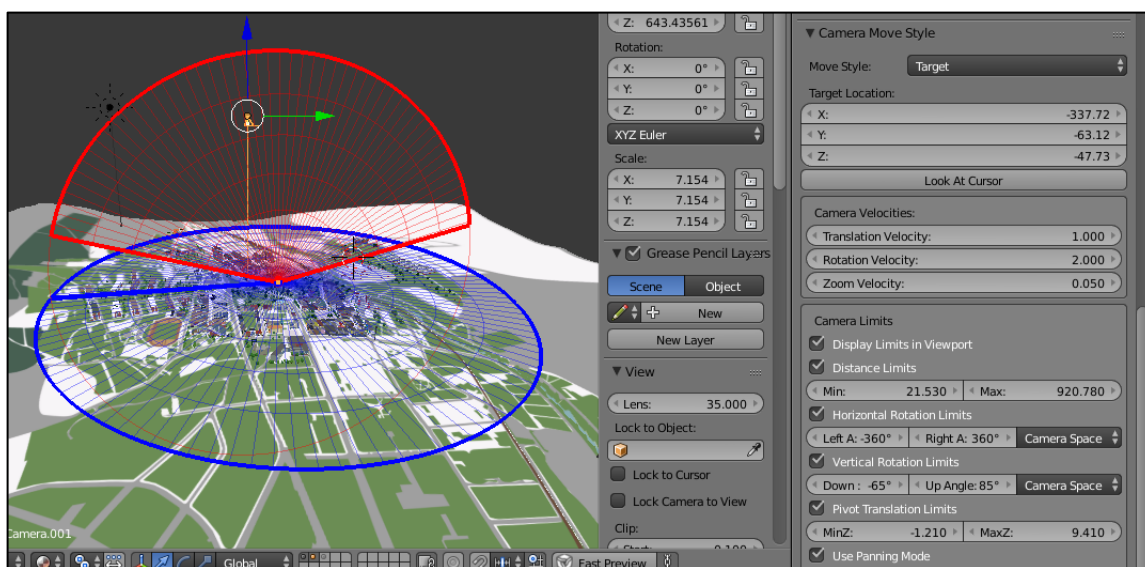 Z: 643.43561
Rotation:
X: 0°
Y: 0°
Z: 0°
XYZ Euler
Scale:
X: 7.154
Y: 7.154
Z: 7.154
Grease Pencil Layers
Scene Object
New
New Layer
View
Lens: 35.000
Lock to Object:
Lock to Cursor
Lock Camera to View
Clip:
Start: 0.100
Camera.001
Global
Fast Preview
Camera Move Style
Move Style: Target
Target Location:
X: -337.72
Y: -63.12
Z: -47.73
Look At Cursor
Camera Velocities:
Translation Velocity: 1.000
Rotation Velocity: 2.000
Zoom Velocity: 0.050
Camera Limits
Display Limits in Viewport
Distance Limits
Min: 21.530 Max: 920.780
Horizontal Rotation Limits
Left A: -360° Right A: 360° Camera Space
Vertical Rotation Limits
Down : -65° Up Angle: 85° Camera Space
Pivot Translation Limits
MinZ: -1.210 MaxZ: 9.410
Use Panning Mode